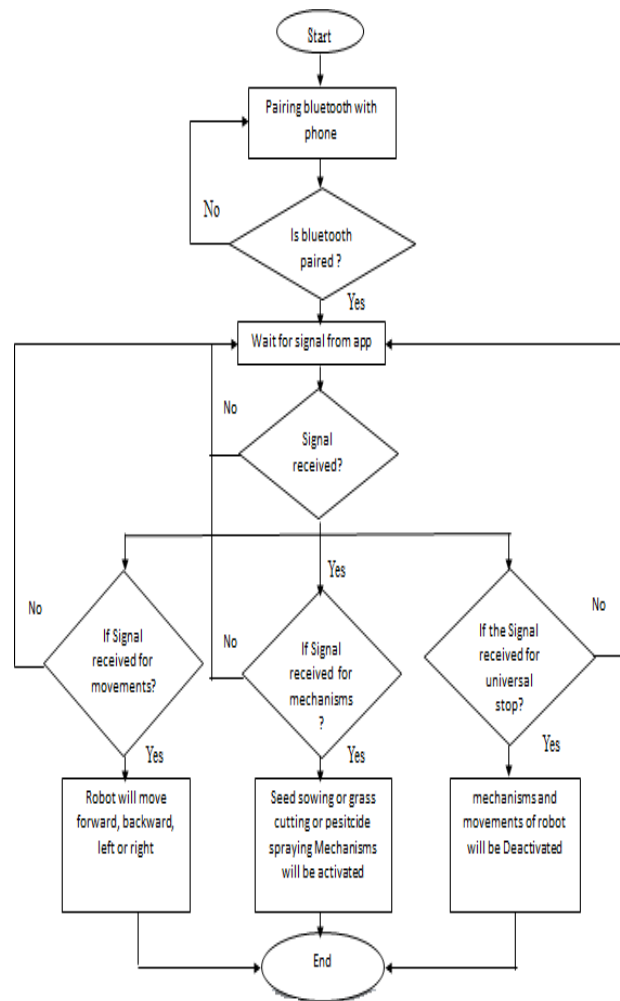 Start
Pairing bluetooth with
phone
No
Is bluetooth
paired ?
Yes
Wait for signal from app
No
Signal
received?
Yes
No
If Signal
received for
movements?
Yes
No
If Signal
received for
mechanisms
?
Yes
No
If the Signal
received for
universal
stop?
Yes
Robot will move
forward, backward,
left or right
Seed sowing or grass
cutting or pesitcide
spraying Mechanisms
will be activated
mechanisms and
movements of robot
will be Deactivated
End